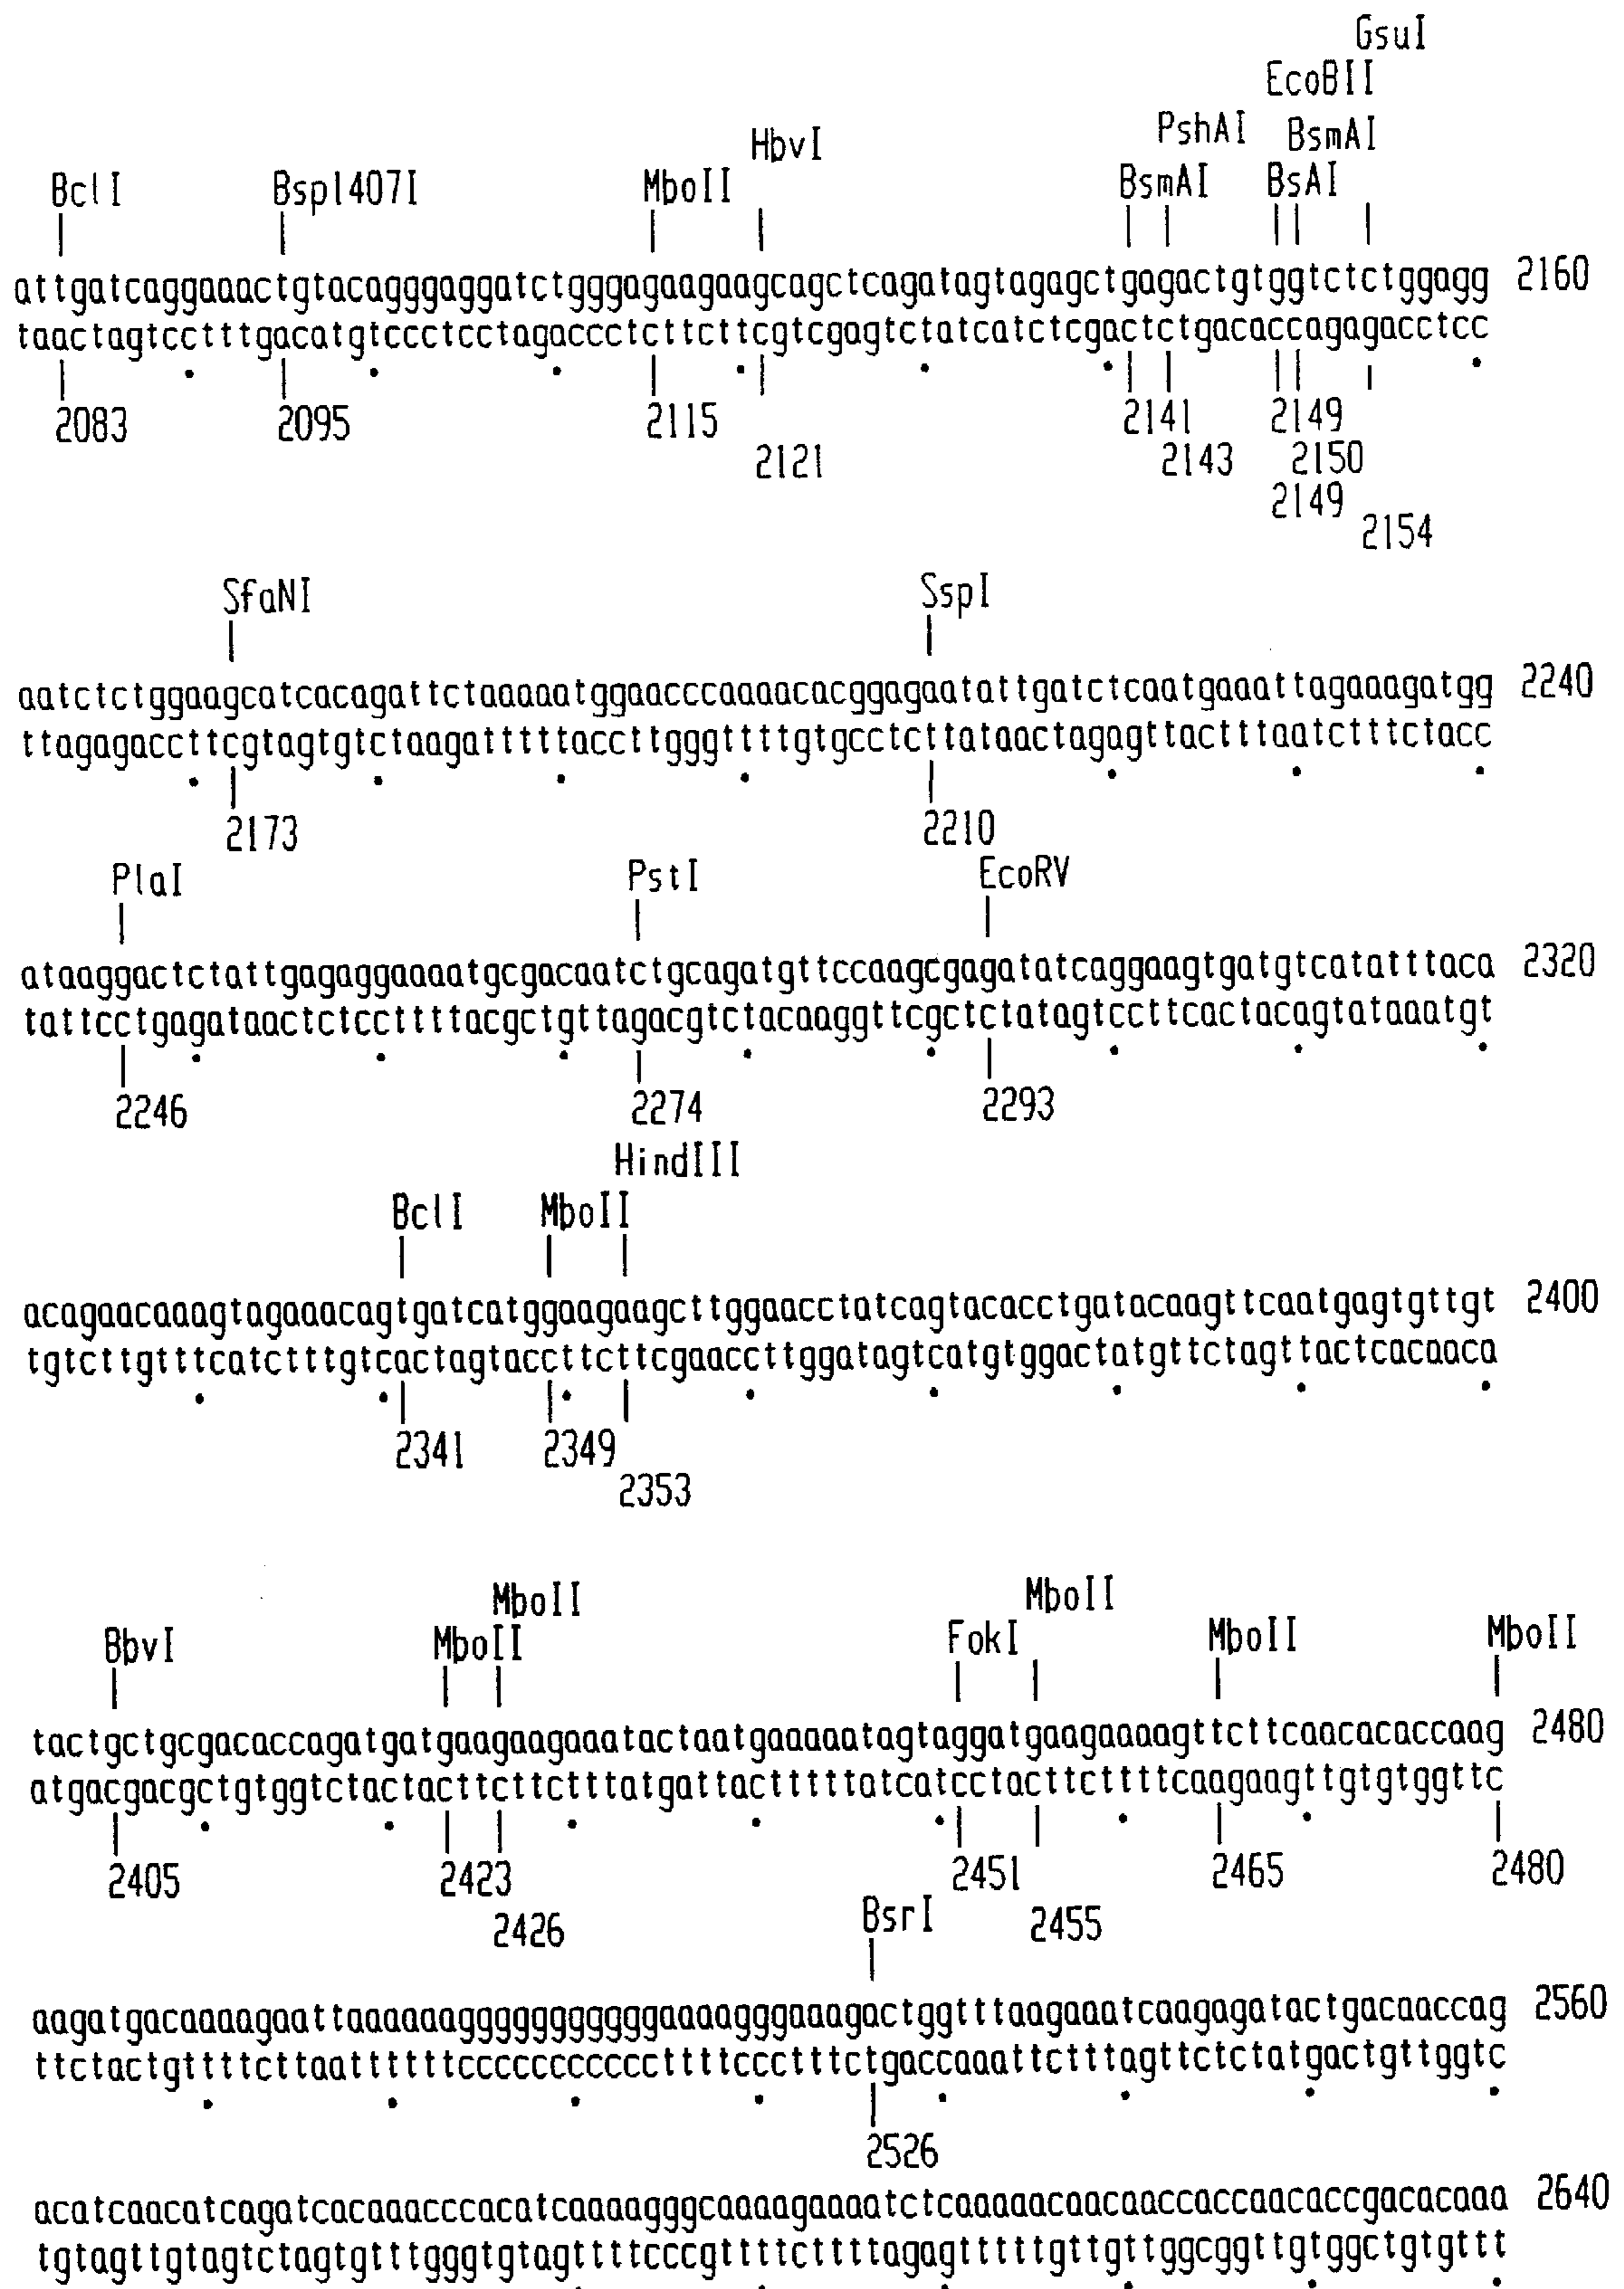 GsuI
EcoBII
PshAI BsmAI
HbvI
BclI Bsp1407I MboII BsmAI BsAI
attgatcaggaaactgtacagggaggatctgggagaagaagcagctcagatagtagagctgagactgtggtctctggagg 2160
taactagtcctttgacatgtccctcctagaccctcttcttcgtcgagtctatcatctcgactctgacaccagagacctcc
2083 2095 2115 2141 2149
2121 2143 2150
2149
2154
SfaNI SspI
aatctctggaagcatcacagattctaaaaatggaacccaaaacacggagaatattgatctcaatgaaattagaaagatgg 2240
ttagagaccttcgtagtgtctaagatttttaccttgggttttgtgcctcttataactagagttactttaatctttctacc
2173 2210
PlaI PstI EcoRV
ataaggactctattgagaggaaaatgcgacaatctgcagatgttccaagcgagatatcaggaagtgatgtcatatttaca 2320
tattcctgagataactctccttttacgctgttagacgtctacaaggttcgctctatagtccttcactacagtataaatgt
2246 2274 2293
HindIII
BclI MboII
acagaacaaagtagaaacagtgatcatggaagaagcttggaacctatcagtacacctgatacaagttcaatgagtgttgt 2400
tgtcttgtttcatctttgtcactagtaccttcttcgaaccttggatagtcatgtggactatgttctagttactcacaaca
2341 2349
2353
MboII MboII
BbvI MboII FokI MboII MboII
tactgctgcgacaccagatgatgaagaagaaatactaatgaaaaatagtaggatgaagaaaagttcttcaacacaccaag 2480
atgacgacgctgtggtctactacttcttctttatgattactttttatcatcctacttcttttcaagaagttgtgtggttc
2405 2423 2451 2465 2480
2426 2455
BsrI
aagatgacaaaagaattaaaaaagggggggggggaaaagggaaagactggtttaagaaatcaagagatactgacaaccag 2560
ttctactgttttcttaattttttcccccccccccttttccctttctgaccaaattctttagttctctatgactgttggtc
2526
acatcaacatcagatcacaaacccacatcaaaagggcaaaagaaaatctcaaaaacaacaaccaccaacaccgacacaaa 2640
tgtagttgtagtctagtgtttgggtgtagttttcccgttttcttttagagtttttgttgttggcggttgtggctgtgttt